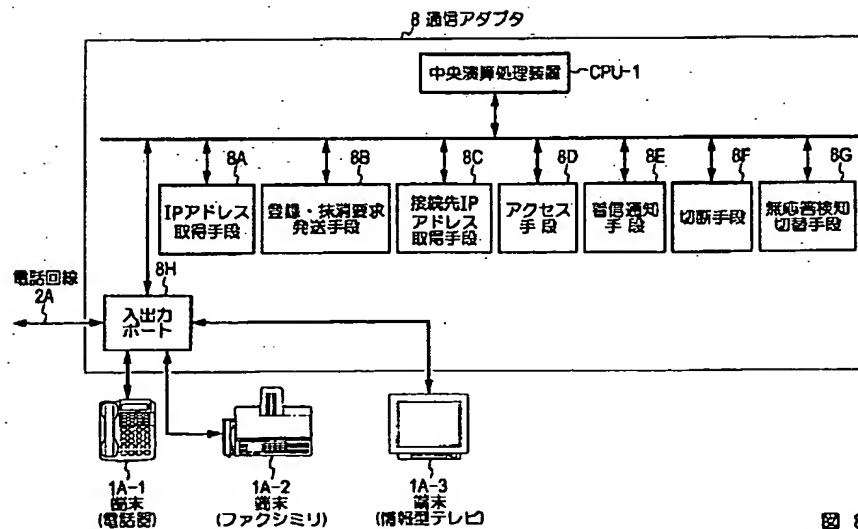 8 通信アダプタ
中央演算処理装置
CPU-1
8A
8B
8C
8D
8E
8F
8G
IPアドレス
取得手段
登録・抹消要求
発送手段
接続先IP
アドレス
取得手段
アクセス
手段
着信通知
手段
切断手段
無応答検知
切替手段
電話回線
2A
8H
入出力
ポート
1A-1
端末
(電話器)
1A-2
端末
(ファクシミリ)
1A-3
端末
(情報型テレビ)
図 8